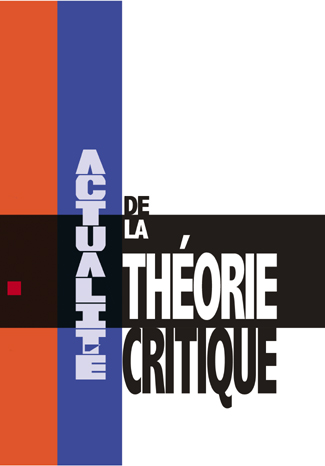 ACTUALITÉ
DE
LA
THÉORIE
CRITIQUE